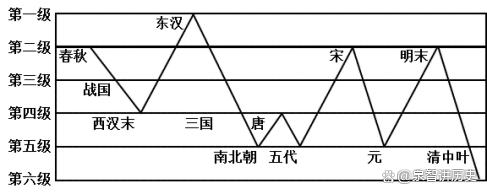 第一级
东汉
第二级
春秋
宋
明末
第三级
战国
第四级
西汉末
三国
唐
第五级
南北朝
五代
元
清中叶
第六级
@宗智讲历史